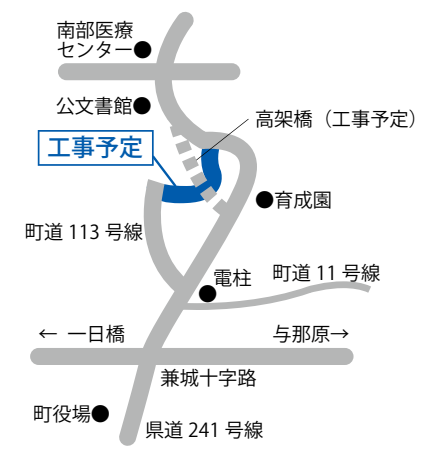 南部医療
センター●
公文書館●
高架橋（工事予定）
工事予定
●育成園
町道 113 号線
電柱
町道 11 号線
← 一日橋
与那原→
兼城十字路
町役場●
県道 241 号線